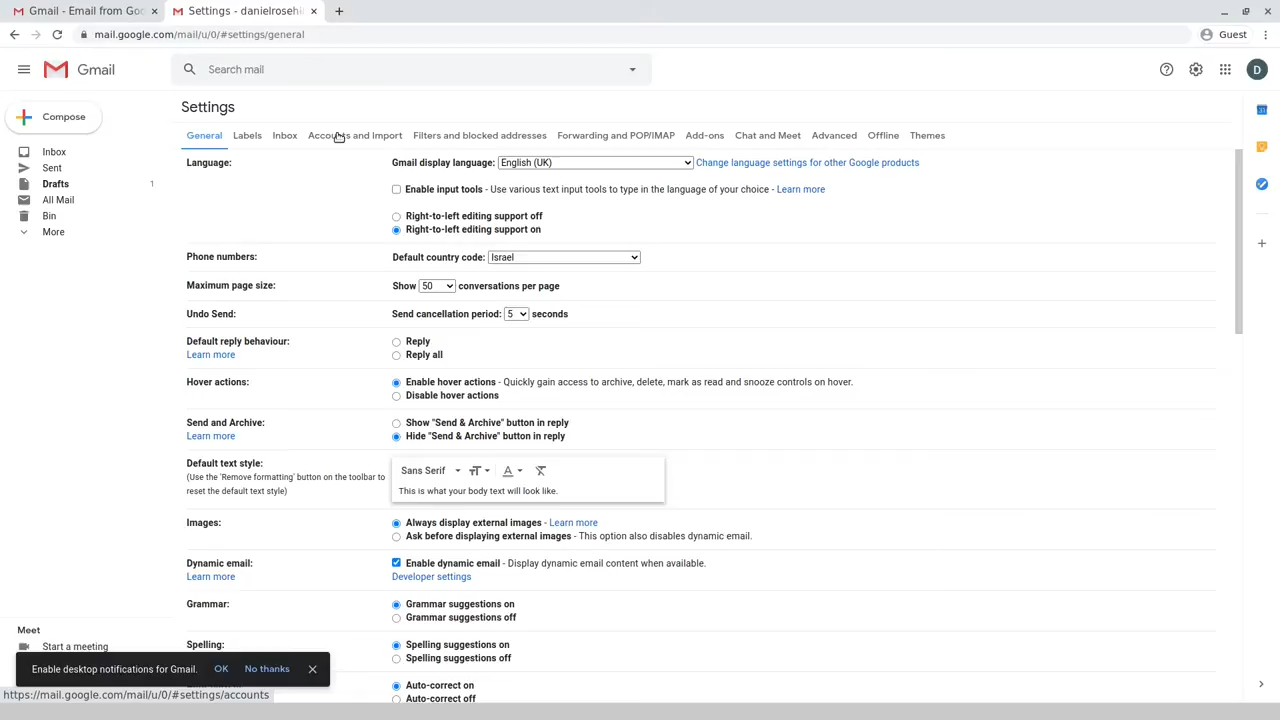 Gmail - Email from Goo
Settings - danielrosehi
mail.google.com/mail/u/0/#settings/general
Guest
Gmail
Search mail
D
Settings
Compose
General Labels Inbox Accounts and Import Filters and blocked addresses Forwarding and POP/IMAP Add-ons Chat and Meet Advanced Offline Themes
Inbox
Sent
Drafts 1
All Mail
Bin
More
Language: Gmail display language: English (UK) Change language settings for other Google products
Enable input tools - Use various text input tools to type in the language of your choice - Learn more
Right-to-left editing support off
Right-to-left editing support on
Phone numbers: Default country code: Israel
Maximum page size: Show 50 conversations per page
Undo Send: Send cancellation period: 5 seconds
Default reply behaviour: Reply
Learn more Reply all
Hover actions: Enable hover actions - Quickly gain access to archive, delete, mark as read and snooze controls on hover.
Disable hover actions
Send and Archive: Show "Send & Archive" button in reply
Learn more Hide "Send & Archive" button in reply
Default text style:
(Use the 'Remove formatting' button on the toolbar to
reset the default text style)
Sans Serif
This is what your body text will look like.
Images: Always display external images - Learn more
Ask before displaying external images - This option also disables dynamic email.
Dynamic email: Enable dynamic email - Display dynamic email content when available.
Learn more Developer settings
Grammar: Grammar suggestions on
Grammar suggestions off
Spelling: Spelling suggestions on
Spelling suggestions off
Auto-correct on
Auto-correct off
Meet
Start a meeting
Enable desktop notifications for Gmail. OK No thanks
https://mail.google.com/mail/u/0/#settings/accounts